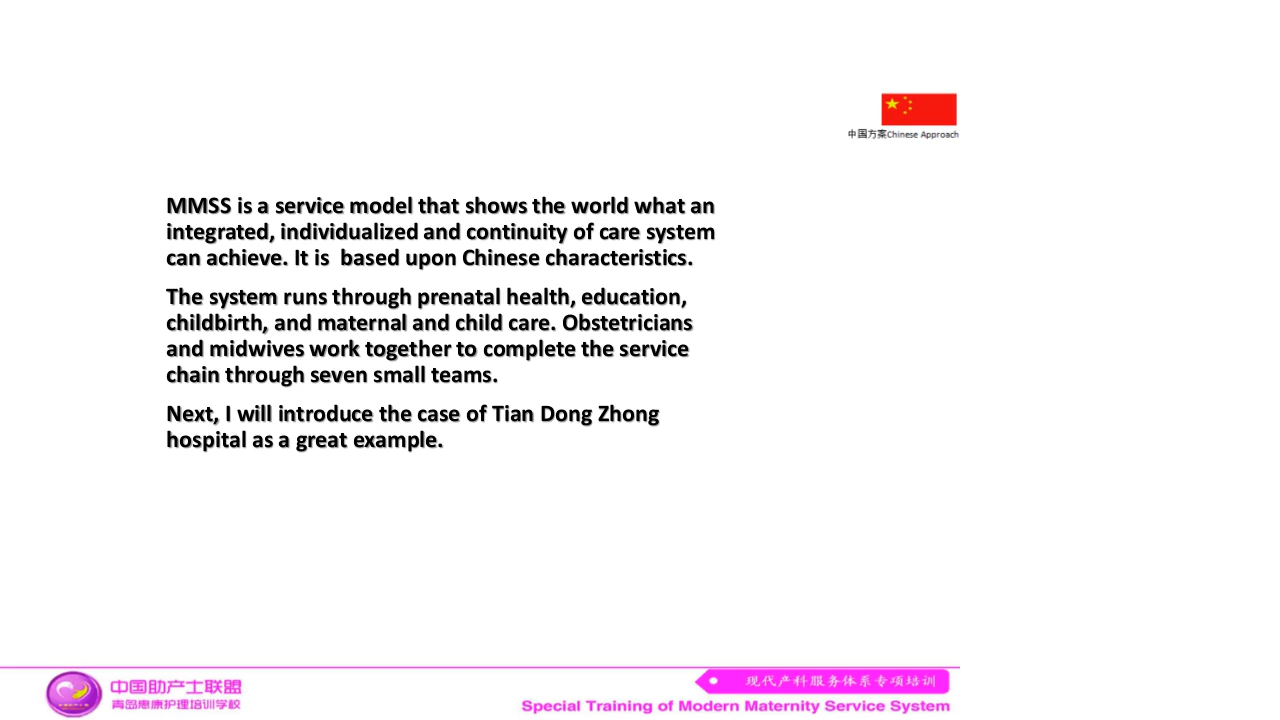 中国方案Chinese Approach
MMSS is a service model that shows the world what an
integrated, individualized and continuity of care system
can achieve. It is  based upon Chinese characteristics.
The system runs through prenatal health, education,
childbirth, and maternal and child care. Obstetricians
and midwives work together to complete the service
chain through seven small teams.
Next, I will introduce the case of Tian Dong Zhong
hospital as a great example.
中国助产士联盟
青岛惠康护理培训学校
现代产科服务体系专项培训
Special Training of Modern Maternity Service System